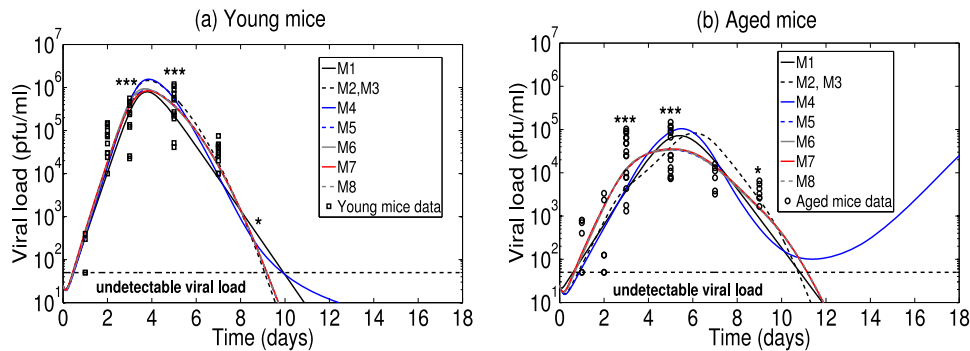 (a) Young mice
Viral load (pfu/ml)
10^7
10^6
10^5
10^4
10^3
10^2
10^1
***
***
*
M1
M2,M3
M4
M5
M6
M7
M8
Young mice data
undetectable viral load
0 2 4 6 8 10 12 14 16 18
Time (days)
(b) Aged mice
Viral load (pfu/ml)
10^7
10^6
10^5
10^4
10^3
10^2
10^1
***
***
*
M1
M2,M3
M4
M5
M6
M7
M8
Aged mice data
undetectable viral load
0 2 4 6 8 10 12 14 16 18
Time (days)